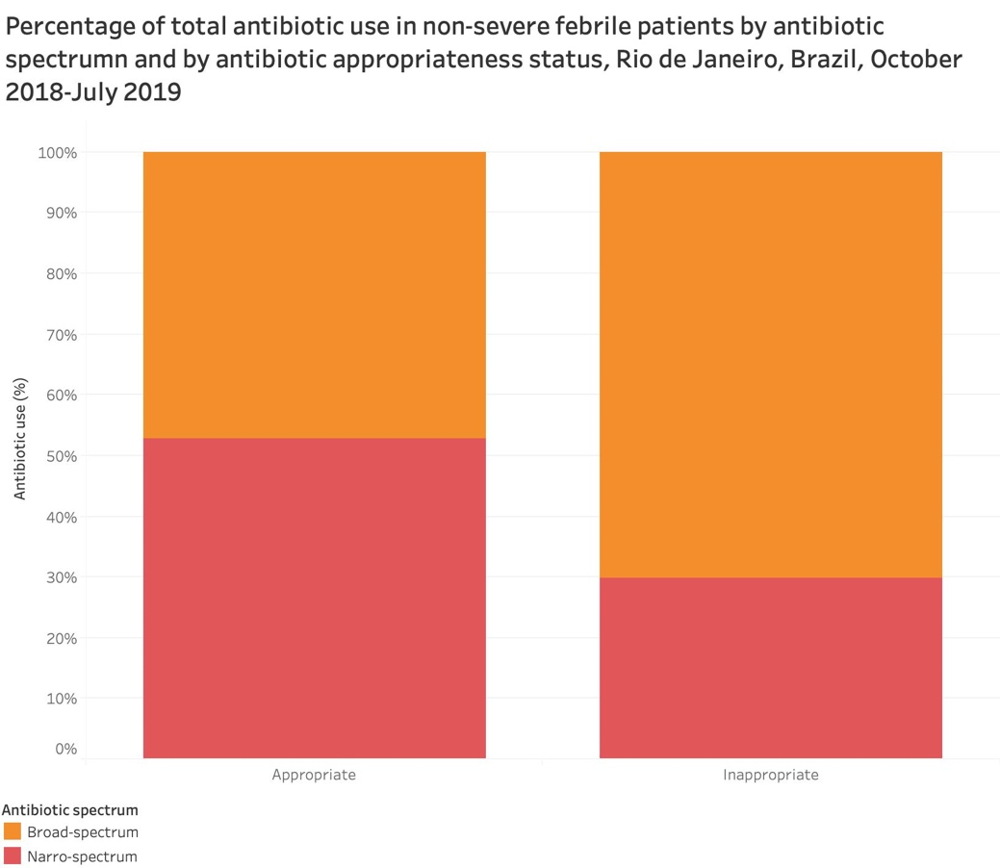 Percentage of total antibiotic use in non-severe febrile patients by antibiotic
spectrumn and by antibiotic appropriateness status, Rio de Janeiro, Brazil, October
2018-July 2019
100%
90%
80%
70%
60%
50%
40%
30%
20%
10%
0%
Antibiotic use (%)
Appropriate
Inappropriate
Antibiotic spectrum
Broad-spectrum
Narro-spectrum